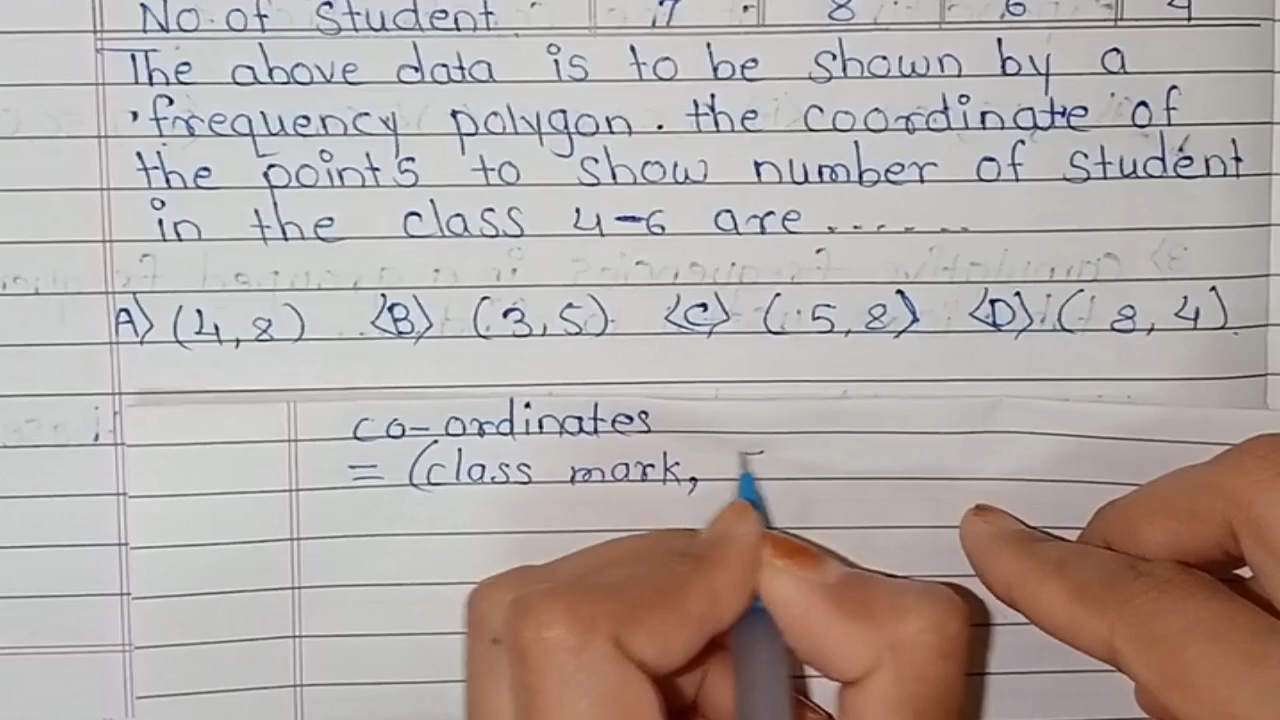 No. of Student 7 8 6 4
The above data is to be shown by a
frequency polygon. the coordinate of
the points to show number of Student
in the class 4-6 are......
A) (4,8) <B> (3,5) <C> (5,8) <D> (8,4)
co-ordinates
= (class mark,